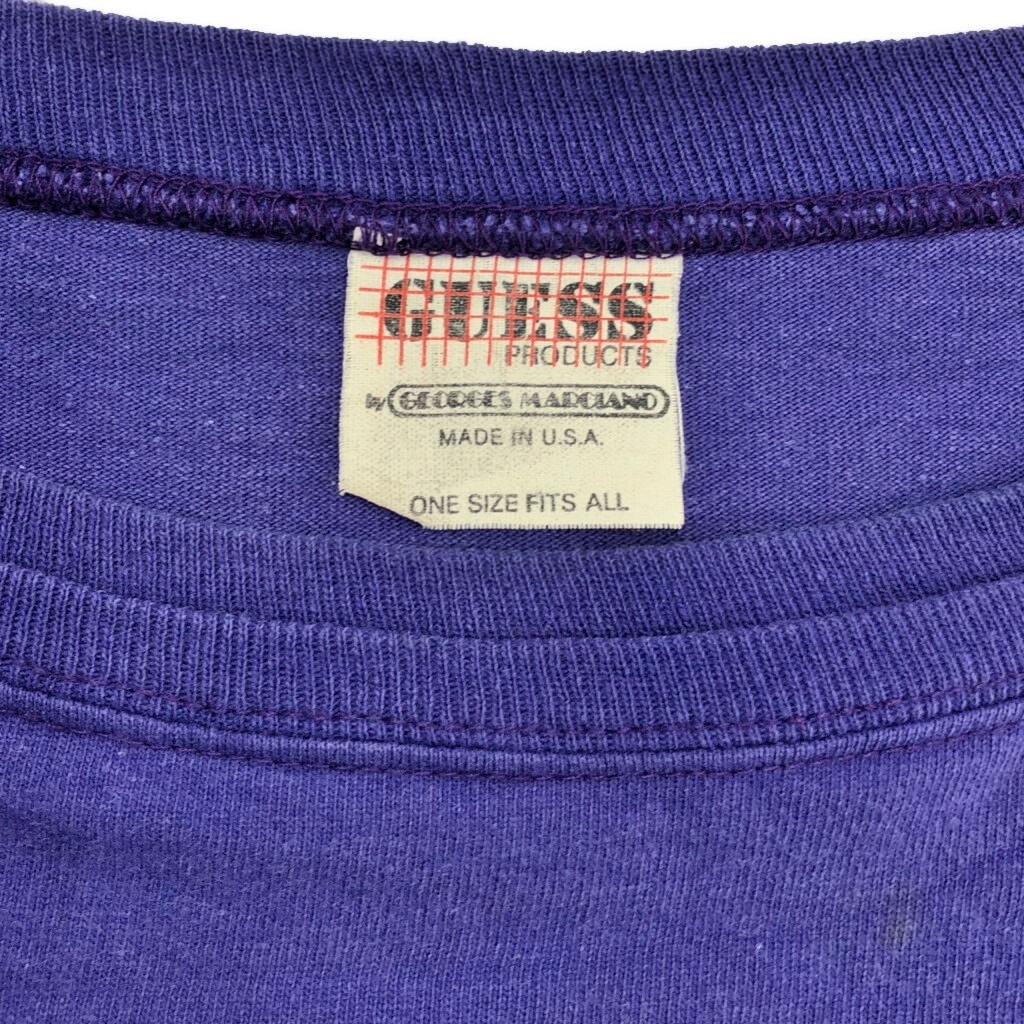 GUESS
PRODUCTS
by GEORGES MARCIANO
MADE IN U.S.A.
ONE SIZE FITS ALL